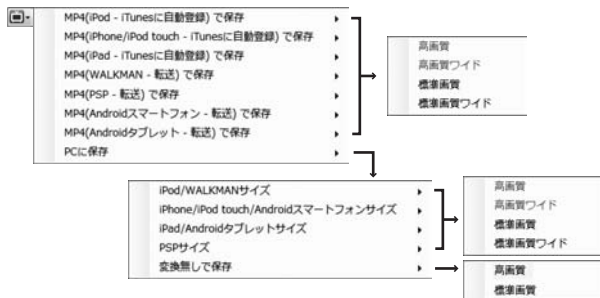 MP4(iPod - iTunesに自動登録) で保存
MP4(iPhone/iPod touch - iTunesに自動登録) で保存
MP4(iPad - iTunesに自動登録) で保存
MP4(WALKMAN - 転送) で保存
MP4(PSP - 転送) で保存
MP4(Androidスマートフォン - 転送) で保存
MP4(Androidタブレット - 転送) で保存
PCに保存
高画質
高画質ワイド
標準画質
標準画質ワイド
iPod/WALKMANサイズ
iPhone/iPod touch/Androidスマートフォンサイズ
iPad/Androidタブレットサイズ
PSPサイズ
変換無しで保存
高画質
高画質ワイド
標準画質
標準画質ワイド
高画質
標準画質